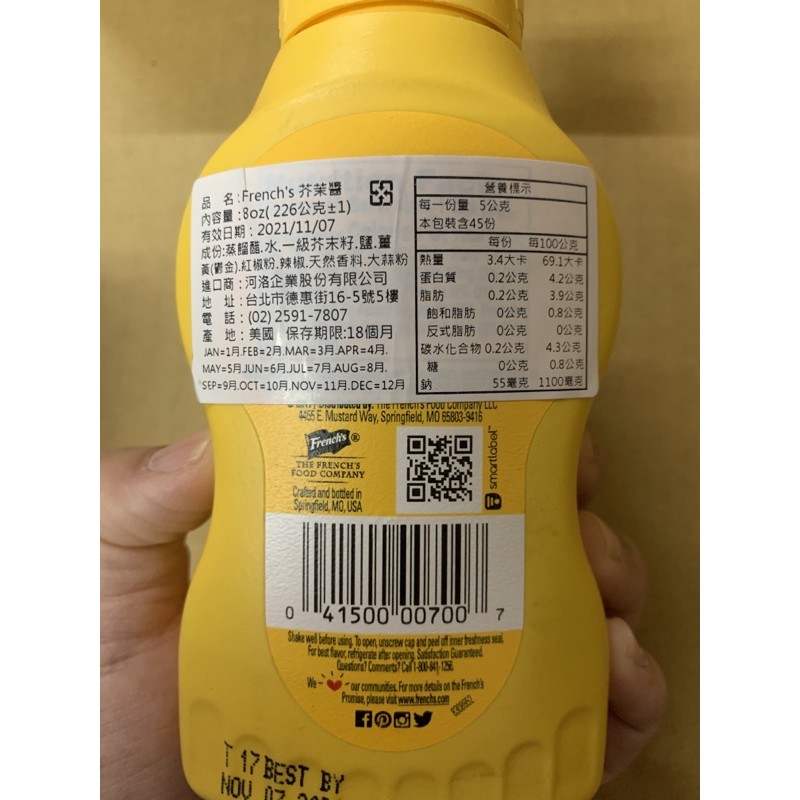 品 名:French's 芥茉醬
內容量:8oz( 226公克±1)
有效日期:2021/11/07
成份:蒸餾醋.水.一級芥末籽.鹽.薑
黃(鬱金).紅椒粉.辣椒.天然香料.大蒜粉
進口商:河洛企業股份有限公司
地 址:台北市德惠街16-5號5樓
電 話:(02) 2591-7807
產 地:美國 保存期限:18個月
JAN=1月.FEB=2月.MAR=3月.APR=4月.
MAY=5月JUN=6月.JUL=7月.AUG=8月.
SEP=9月.OCT=10月.NOV=11月.DEC=12月
營養標示
每一份量 5公克
本包裝含45份
每份 每100公克
熱量 3.4大卡 69.1大卡
蛋白質 0.2公克 4.2公克
脂肪 0.2公克 3.9公克
飽和脂肪 0公克 0.8公克
反式脂肪 0公克 0公克
碳水化合物 0.2公克 4.3公克
糖 0公克 0.8公克
鈉 55毫克 1100毫克
Distributed by: The French's Food Company LLC
4455 E. Mustard Way, Springfield, MO 65803-9416
French's ®
THE FRENCH'S
FOOD COMPANY
Crafted and bottled in
Springfield, MO, USA
smartlabel™
0 41500 00700 7
Shake well before using. To open, unscrew cap and peel off inner freshness seal.
For best flavor, refrigerate after opening. Satisfaction Guaranteed.
Questions? Comments? Call 1-800-841-1256
We our communities. For more details on the French's
Promise, please visit www.frenchs.com
T 17 BEST BY
NOV 07